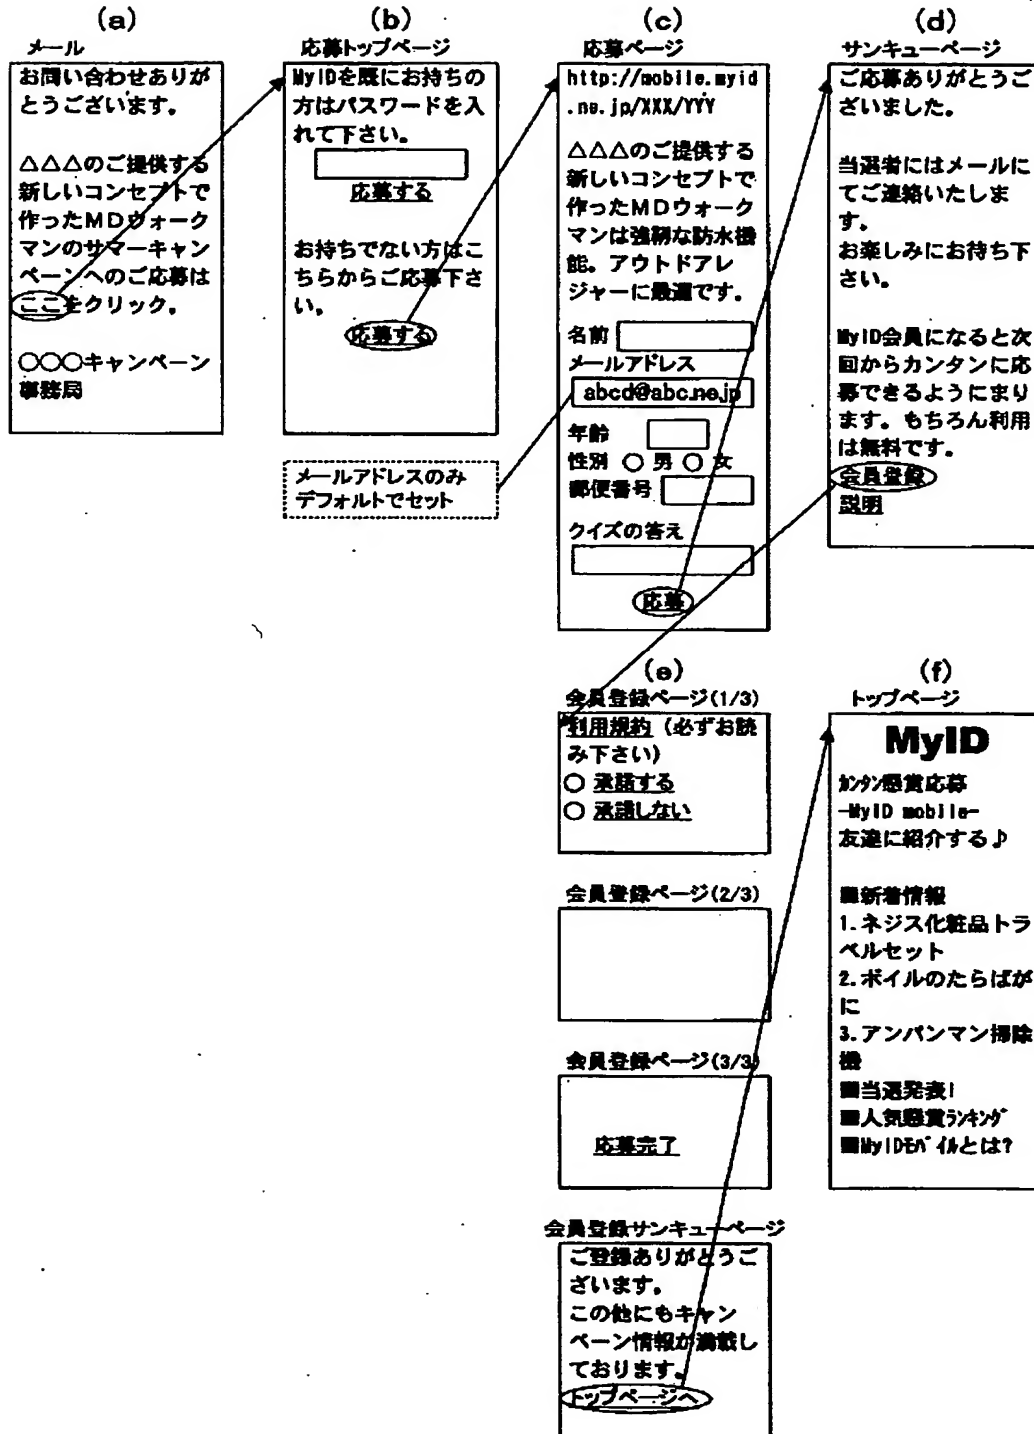 (a)
メール
お問い合わせありが
とうございます。
△△△のご提供する
新しいコンセプトで
作ったMDウォーク
マンのサマーキャン
ペーンへのご応募は
ここをクリック。
○○○キャンペーン
事務局
(b)
応募トップページ
MyIDを既にお持ちの
方はパスワードを入
れて下さい。
応募する
お持ちでない方はこ
ちらからご応募下さ
い。
応募する
メールアドレスのみ
デフォルトでセット
(c)
応募ページ
http://mobile.myid
.ne.jp/XXX/YYY
△△△のご提供する
新しいコンセプトで
作ったMDウォーク
マンは強靭な防水機
能。アウトドアレ
ジャーに最適です。
名前
メールアドレス
abcd@abc.ne.jp
年齢
性別 ○ 男 ○ 女
郵便番号
クイズの答え
応募
(d)
サンキューページ
ご応募ありがとうご
ざいました。
当選者にはメールに
てご連絡いたしま
す。
お楽しみにお待ち下
さい。
MyID会員になると次
回からカンタンに応
募できるようにまり
ます。もちろん利用
は無料です。
会員登録
説明
(e)
会員登録ページ(1/3)
利用規約 (必ずお読
み下さい)
○ 承諾する
○ 承諾しない
会員登録ページ(2/3)
会員登録ページ(3/3)
応募完了
会員登録サンキューページ
ご登録ありがとうご
ざいます。
この他にもキャン
ペーン情報が満載し
ております。
トップページへ
(f)
トップページ
MyID
ｶﾝﾀﾝ懸賞応募
-MyID mobile-
友達に紹介する♪
■新着情報
1.ネジス化粧品トラ
ベルセット
2.ボイルのたらばが
に
3.アンパンマン掃除
機
■当選発表!
■人気懸賞ﾗﾝｷﾝｸﾞ
■MyIDﾓﾊﾞｲﾙとは?